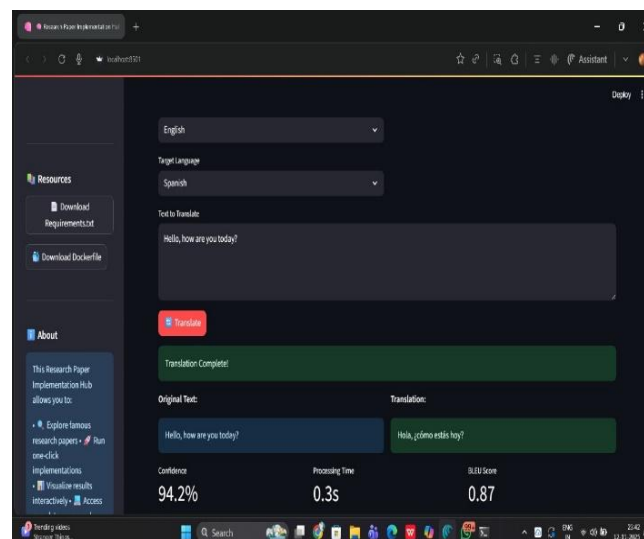 Research Paper Implementation Hub
localhost:8501
Assistant
Deploy
English
Target Language
Spanish
Text to Translate
Hello, how are you today?
Translate
Translation Complete!
Original Text:
Translation:
Hello, how are you today?
Hola, ¿cómo estás hoy?
Confidence
Processing Time
BLEU Score
94.2%
0.3s
0.87
Resources
Download
Requirements.txt
Download Dockerfile
About
This Research Paper
Implementation Hub
allows you to:
• Explore famous
research papers • Run
one-click
implementations
• Visualize results
interactively • Access
Trending videos
Search
99+
ENG
IN
23:42